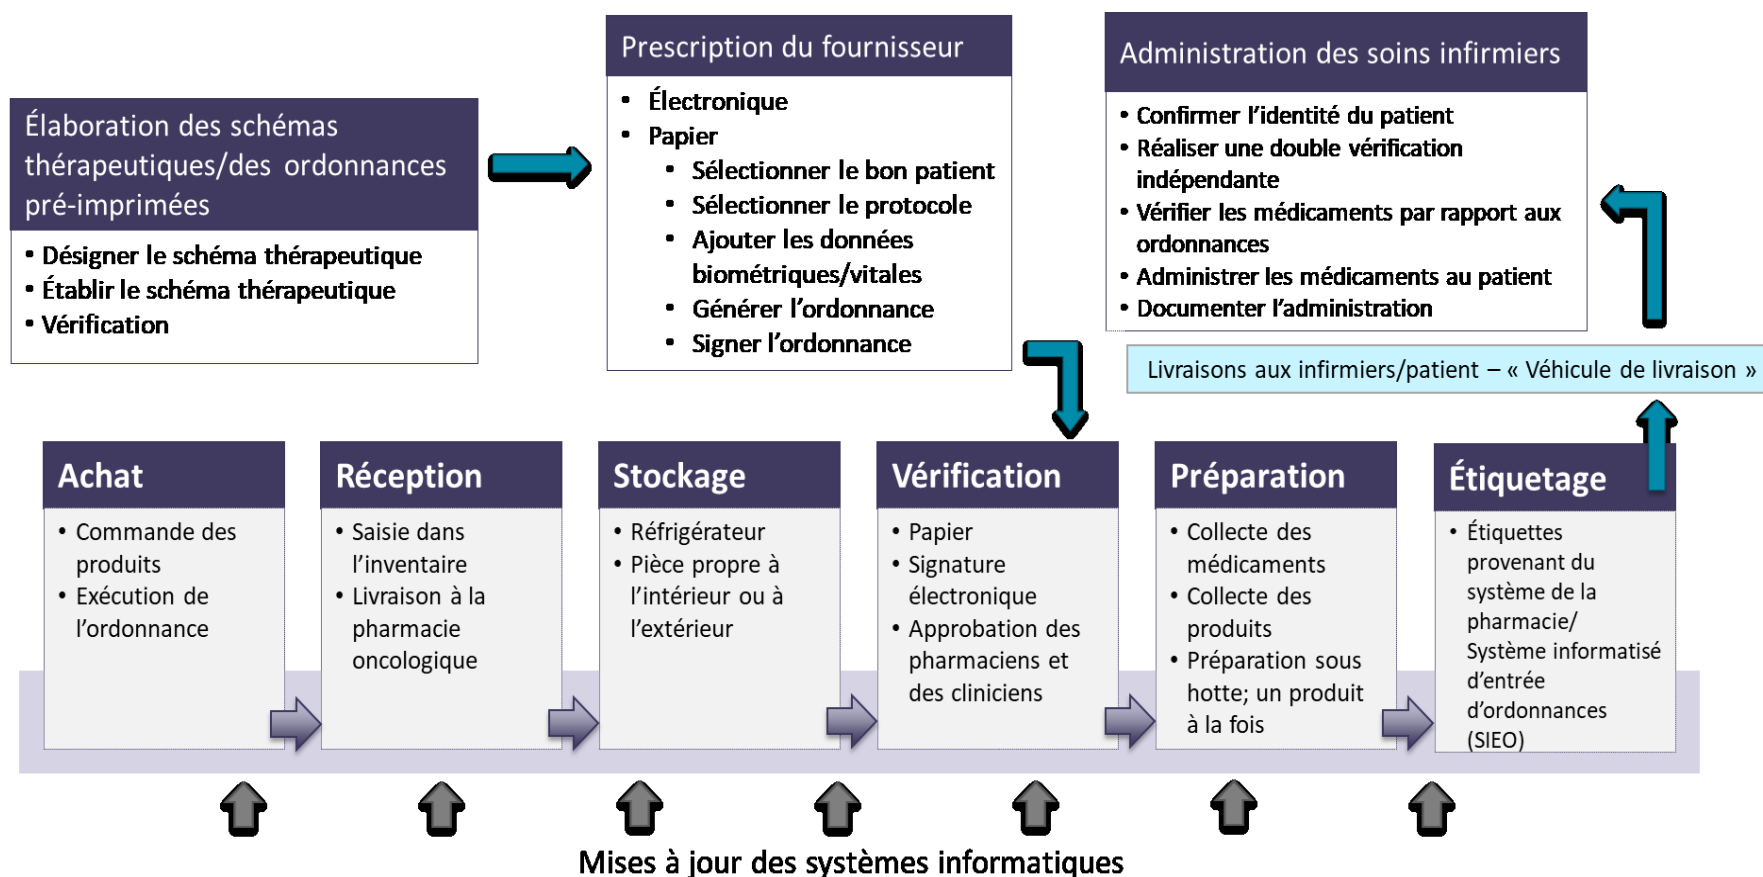 Élaboration des schémas
thérapeutiques/des ordonnances
pré-imprimées
▪ Désigner le schéma thérapeutique
▪ Établir le schéma thérapeutique
▪ Vérification
Prescription du fournisseur
▪ Électronique
▪ Papier
▪ Sélectionner le bon patient
▪ Sélectionner le protocole
▪ Ajouter les données
biométriques/vitales
▪ Générer l’ordonnance
▪ Signer l’ordonnance
Administration des soins infirmiers
• Confirmer l’identité du patient
• Réaliser une double vérification
indépendante
• Vérifier les médicaments par rapport aux
ordonnances
• Administrer les médicaments au patient
• Documenter l’administration
Livraisons aux infirmiers/patient – « Véhicule de livraison »
Achat
• Commande des
produits
• Exécution de
l’ordonnance
Réception
• Saisie dans
l’inventaire
• Livraison à la
pharmacie
oncologique
Stockage
• Réfrigérateur
• Pièce propre à
l’intérieur ou à
l’extérieur
Vérification
• Papier
• Signature
électronique
• Approbation des
pharmaciens et
des cliniciens
Préparation
• Collecte des
médicaments
• Collecte des
produits
• Préparation sous
hotte; un produit
à la fois
Étiquetage
• Étiquettes
provenant du
système de la
pharmacie/
Système informatisé
d’entrée
d’ordonnances
(SIEO)
Mises à jour des systèmes informatiques